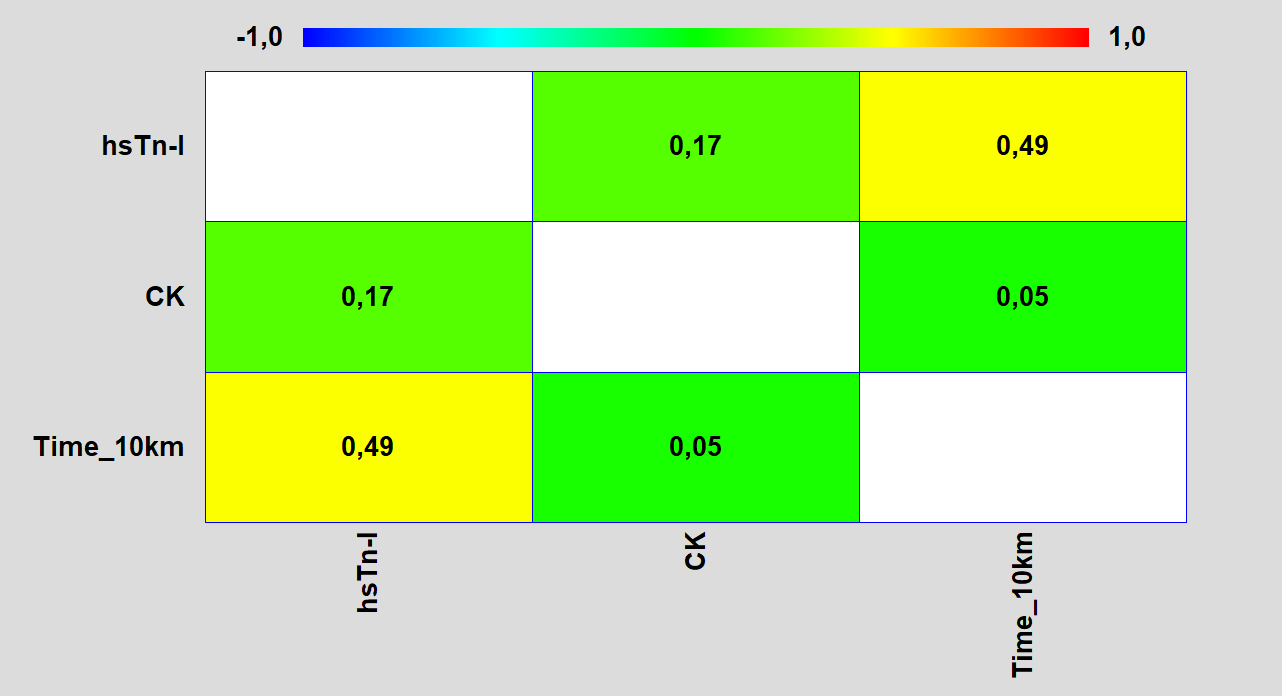 -1,0 1,0
hsTn-I 0,17 0,49
CK 0,17 0,05
Time_10km 0,49 0,05
hsTn-I CK Time_10km